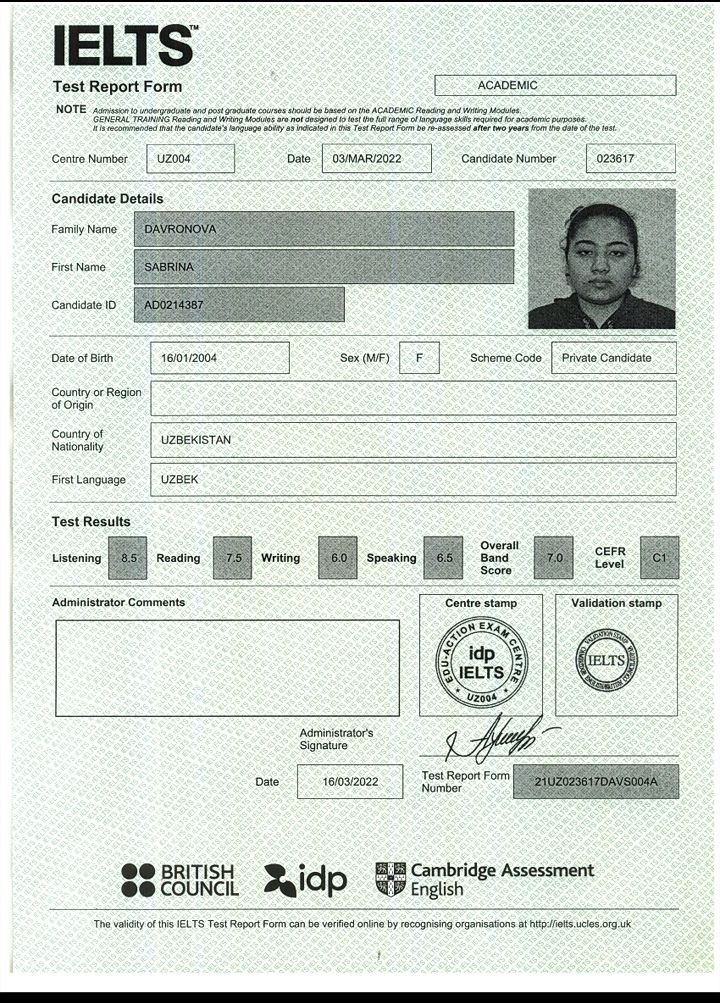 IELTS™
Test Report Form
ACADEMIC
NOTE Admission to undergraduate and post graduate courses should be based on the ACADEMIC Reading and Writing Modules.
GENERAL TRAINING Reading and Writing Modules are not designed to test the full range of language skills required for academic purposes.
It is recommended that the candidate's language ability as indicated in this Test Report Form be re-assessed after two years from the date of the test.
Centre Number UZ004 Date 03/MAR/2022 Candidate Number 023617
Candidate Details
Family Name DAVRONOVA
First Name SABRINA
Candidate ID AD0214387
Date of Birth 16/01/2004 Sex (M/F) F Scheme Code Private Candidate
Country or Region
of Origin
Country of
Nationality UZBEKISTAN
First Language UZBEK
Test Results
Listening 8.5 Reading 7.5 Writing 6.0 Speaking 6.5 Overall Band Score 7.0 CEFR Level C1
Administrator Comments
Centre stamp
EDU-ACTION EXAM CENTRE
idp
IELTS
UZ004
Validation stamp
VALIDATION STAMP
IELTS
Administrator's
Signature
Date 16/03/2022
Test Report Form
Number 21UZ023617DAVS004A
BRITISH
COUNCIL
idp
Cambridge Assessment
English
The validity of this IELTS Test Report Form can be verified online by recognising organisations at http://ielts.ucles.org.uk